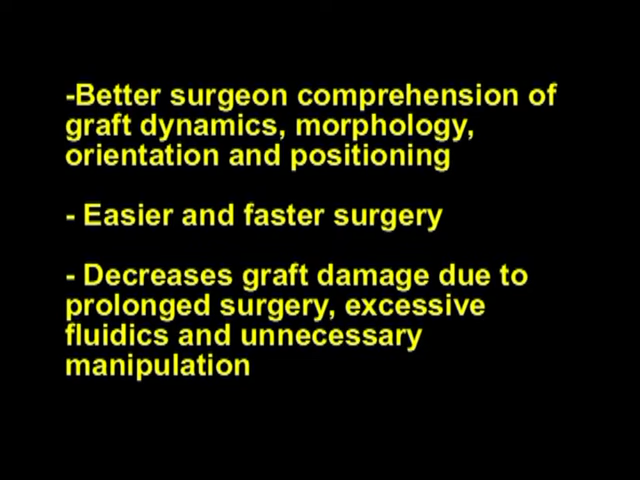 -Better surgeon comprehension of
graft dynamics, morphology,
orientation and positioning
- Easier and faster surgery
- Decreases graft damage due to
prolonged surgery, excessive
fluidics and unnecessary
manipulation